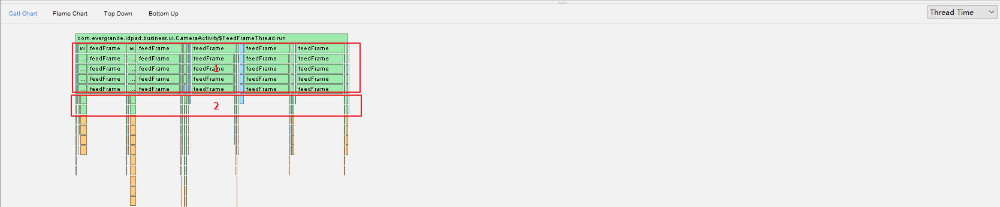 Call Chart Flame Chart Top Down Bottom Up Thread Time
com.evergrande.idpad.business.ui.CameraActivity$FeedFrameThread.run
w feedFrame w feedFrame feedFrame feedFrame feedFrame
... feedFrame ... feedFrame feedFrame feedFrame feedFrame
... feedFrame ... feedFrame feedFrame feedFrame feedFrame
1
... feedFrame ... feedFrame feedFrame feedFrame feedFrame
... feedFrame ... feedFrame feedFrame feedFrame feedFrame
2